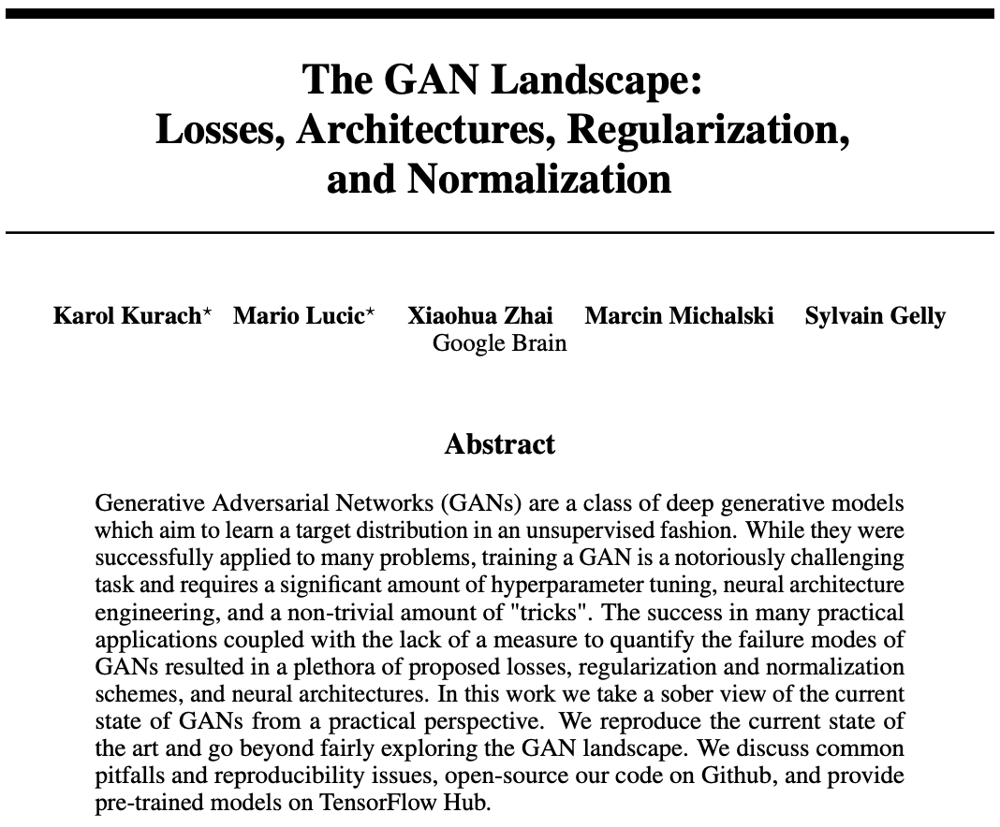 The GAN Landscape:
Losses, Architectures, Regularization,
and Normalization
Karol Kurach⋆ Mario Lucic⋆ Xiaohua Zhai Marcin Michalski Sylvain Gelly
Google Brain
Abstract
Generative Adversarial Networks (GANs) are a class of deep generative models
which aim to learn a target distribution in an unsupervised fashion. While they were
successfully applied to many problems, training a GAN is a notoriously challenging
task and requires a significant amount of hyperparameter tuning, neural architecture
engineering, and a non-trivial amount of "tricks". The success in many practical
applications coupled with the lack of a measure to quantify the failure modes of
GANs resulted in a plethora of proposed losses, regularization and normalization
schemes, and neural architectures. In this work we take a sober view of the current
state of GANs from a practical perspective. We reproduce the current state of
the art and go beyond fairly exploring the GAN landscape. We discuss common
pitfalls and reproducibility issues, open-source our code on Github, and provide
pre-trained models on TensorFlow Hub.